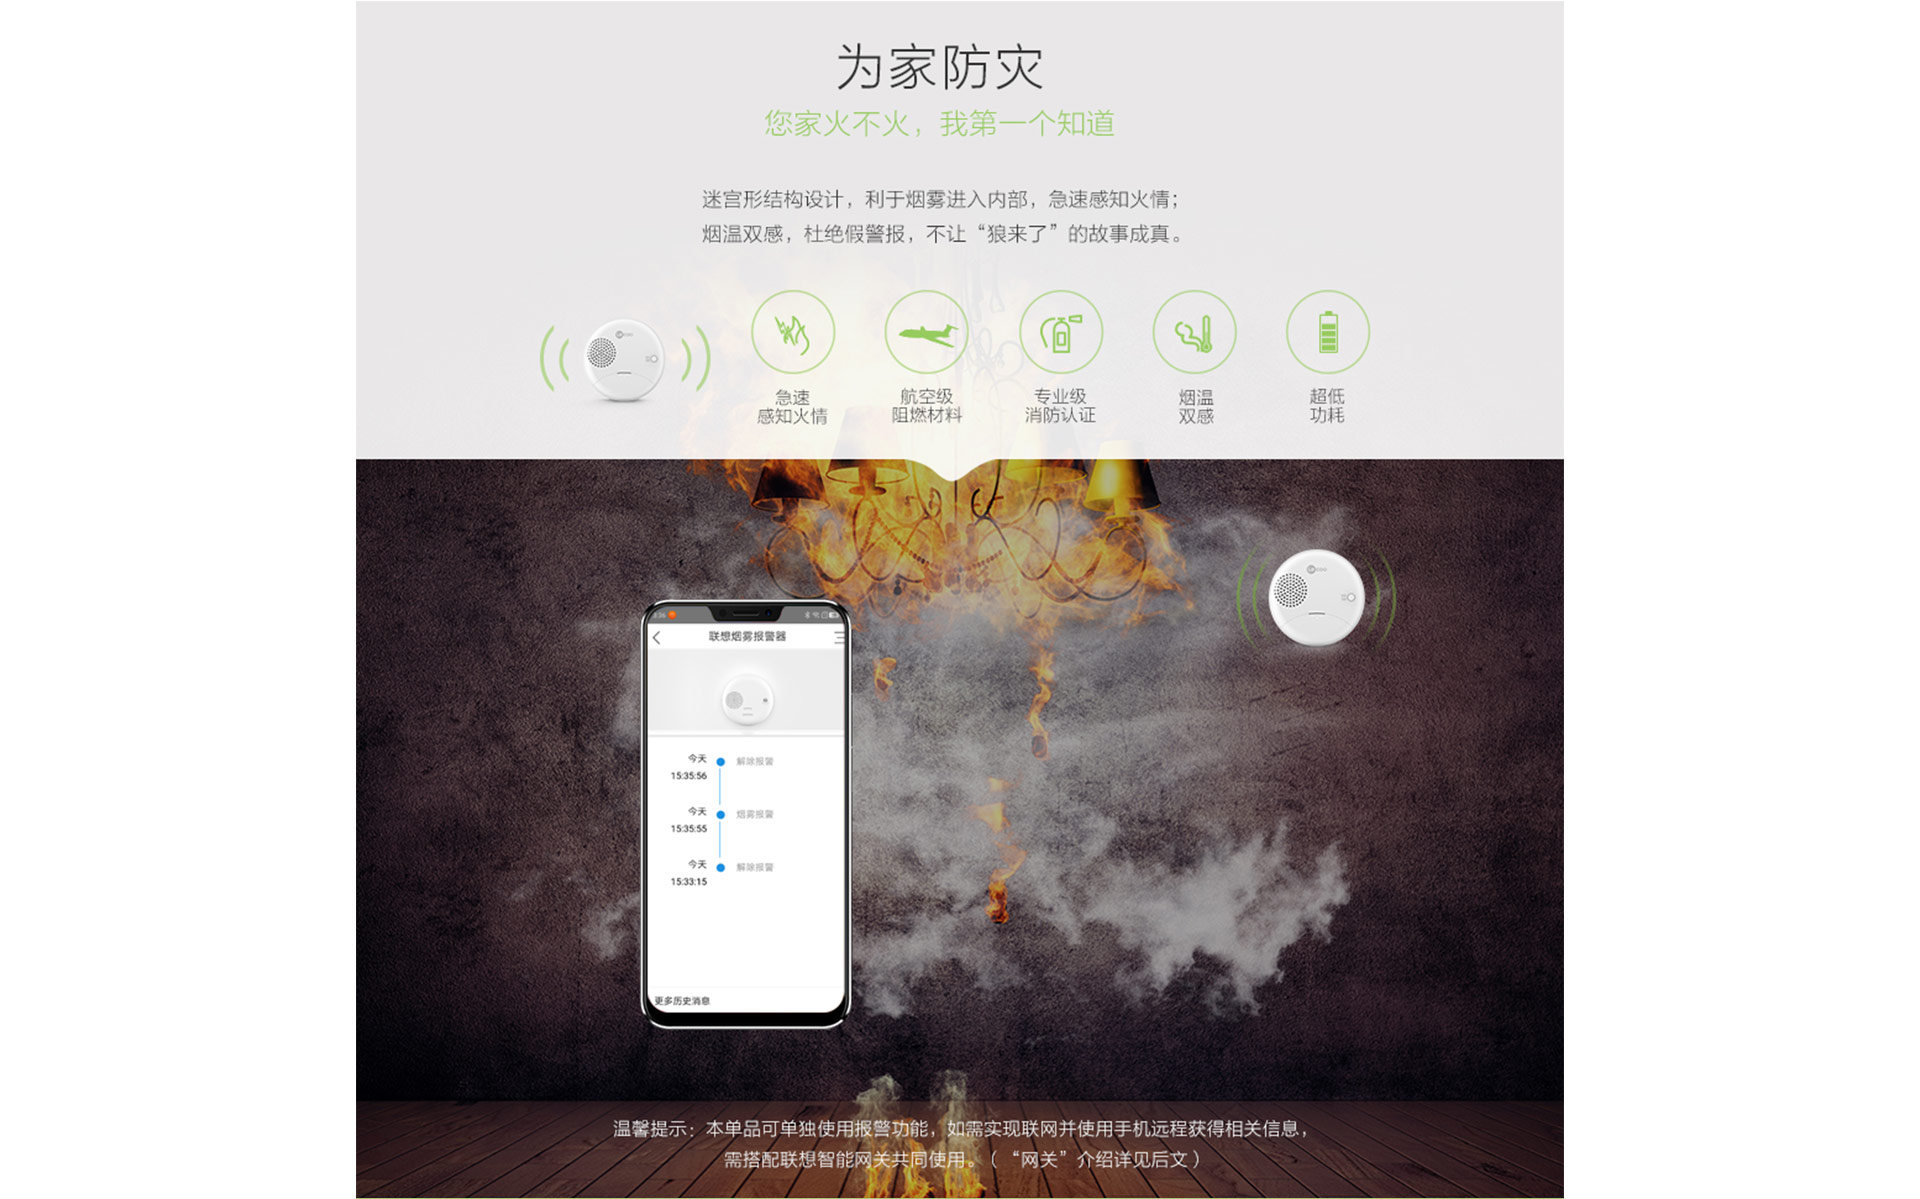 为家防灾
您家火不火，我第一个知道
迷宫形结构设计，利于烟雾进入内部，急速感知火情；
烟温双感，杜绝假警报，不让“狼来了”的故事成真。
急速
感知火情
航空级
阻燃材料
专业级
消防认证
烟温
双感
超低
功耗
联想烟雾报警器
今天
15:35:56
解除报警
今天
15:35:55
烟雾报警
今天
15:33:15
解除报警
更多历史消息
温馨提示：本单品可单独使用报警功能，如需实现联网并使用手机远程获得相关信息，
需搭配联想智能网关共同使用。（“网关”介绍详见后文）